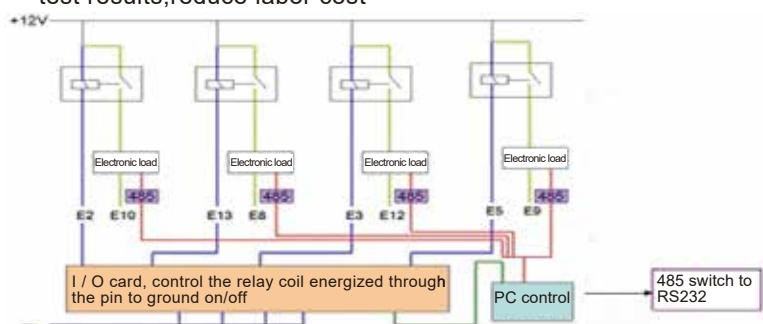 test results,reduce labor cost
+12V
Electronic load
Electronic load
Electronic load
Electronic load
485
485
485
485
E2
E10
E13
E8
E3
E12
E5
E9
I / O card, control the relay coil energized through
the pin to ground on/off
PC control
485 switch to
RS232